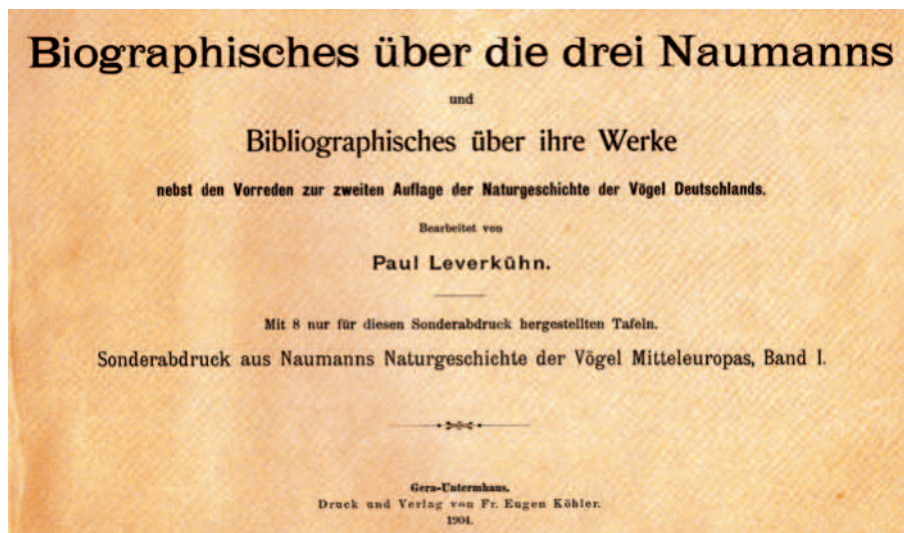 Biographisches über die drei Naumanns
und
Bibliographisches über ihre Werke
nebst den Vorreden zur zweiten Auflage der Naturgeschichte der Vögel Deutschlands.
Bearbeitet von
Paul Leverkühn.
Mit 8 nur für diesen Sonderabdruck hergestellten Tafeln.
Sonderabdruck aus Naumanns Naturgeschichte der Vögel Mitteleuropas, Band I.
Gera-Untermhaus.
Druck und Verlag von Fr. Eugen Köhler.
1904.